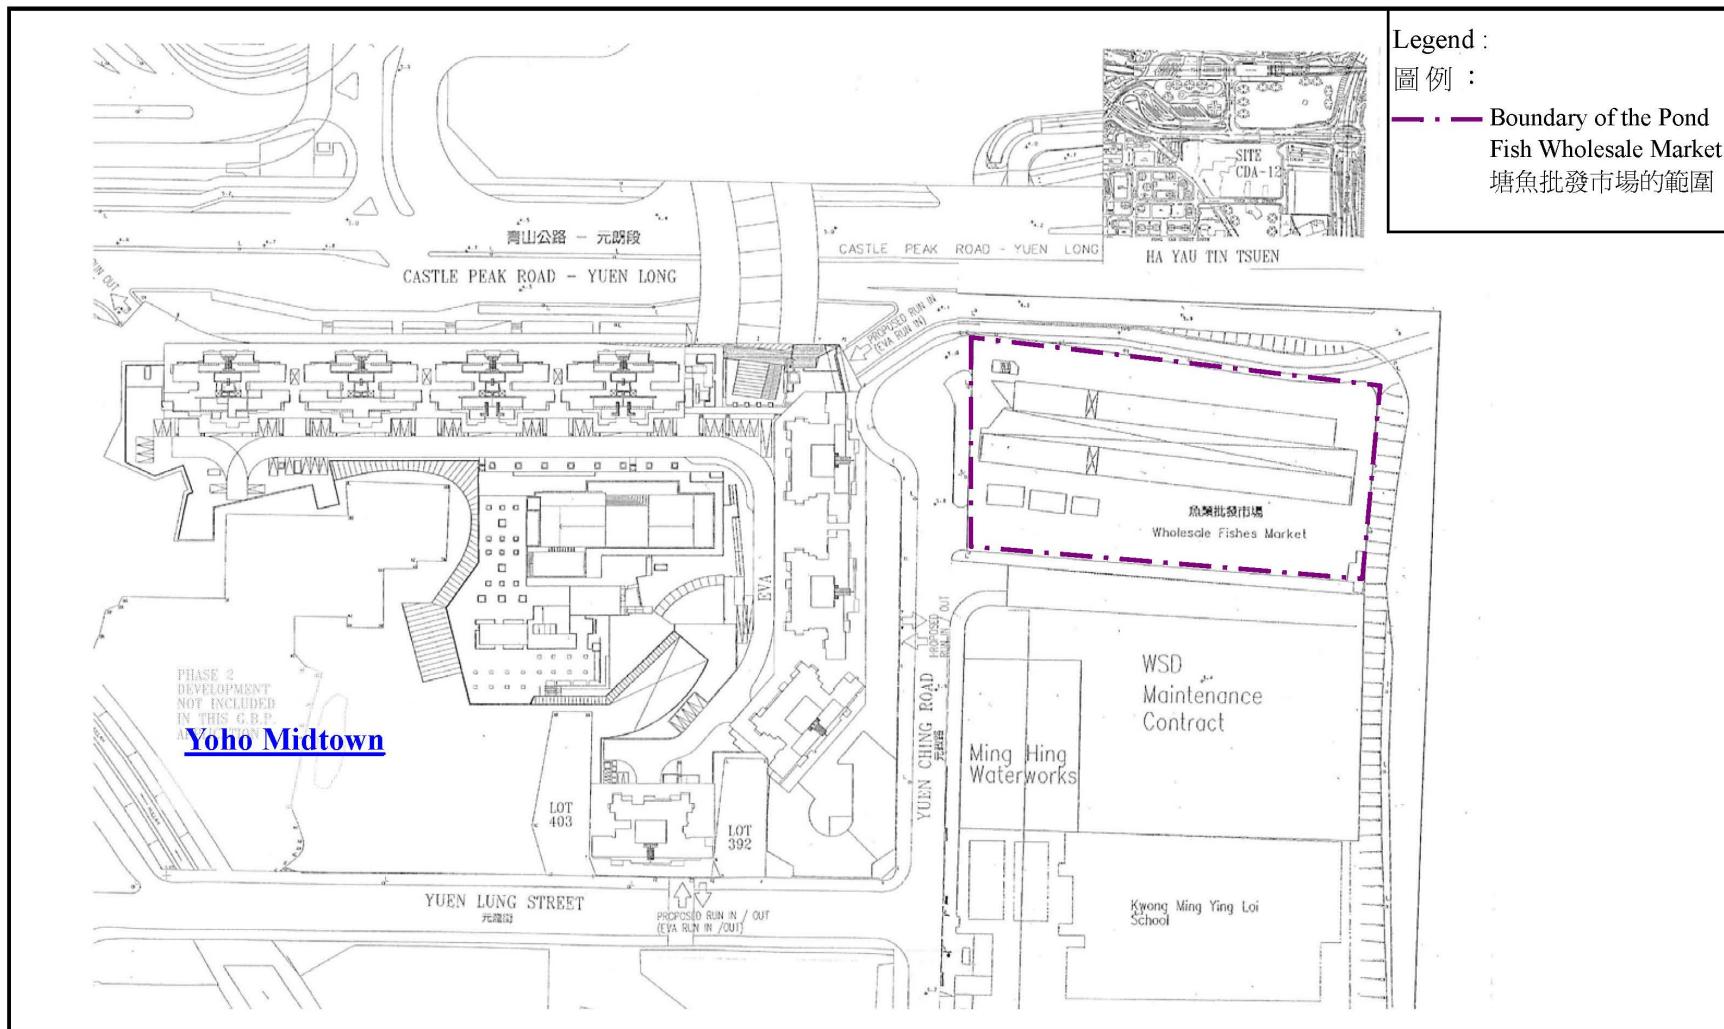 Legend :
圖例 :
Boundary of the Pond
Fish Wholesale Market
塘魚批發市場的範圍
SITE
CDA-12
HA YAU TIN TSUEN
青山公路 - 元朗段
CASTLE PEAK ROAD - YUEN LONG
CASTLE PEAK ROAD - YUEN LONG
RUN OUT
PROPOSED RUN IN
(EVA RUN IN)
魚類批發市場
Wholesale Fishes Market
EVA
PROPOSED
RUN IN / OUT
PHASE 2
DEVELOPMENT
NOT INCLUDED
IN THIS G.B.P.
Yoho Midtown
WSD
Maintenance
Contract
Ming Hing
Waterworks
YUEN CHING ROAD
LOT
403
LOT
392
YUEN LUNG STREET
元龍街
PROPOSED RUN IN / OUT
(EVA RUN IN /OUT)
Kwong Ming Ying Loi
School